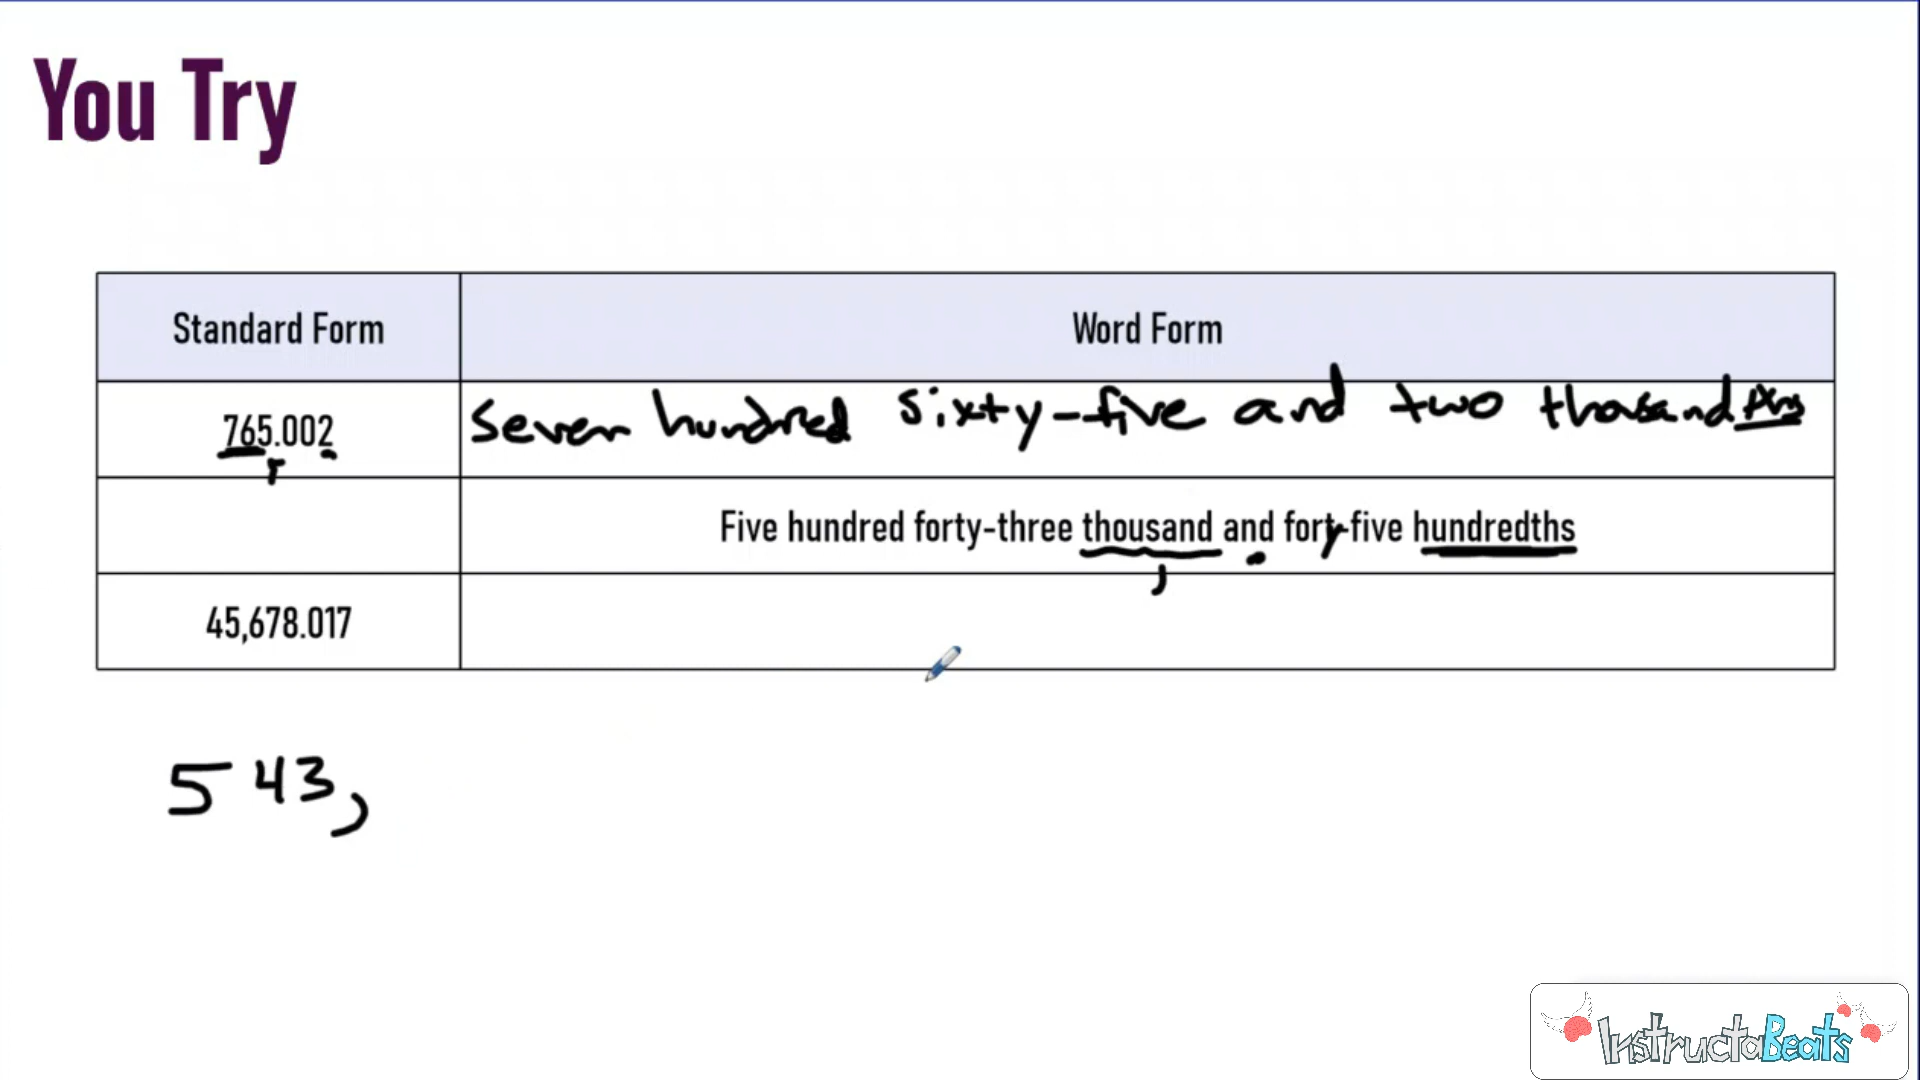 You Try
Standard Form Word Form
765.002 Seven hundred sixty-five and two thousandths
Five hundred forty-three thousand and forty-five hundredths
,
45,678.017
543,
InstructaBeats